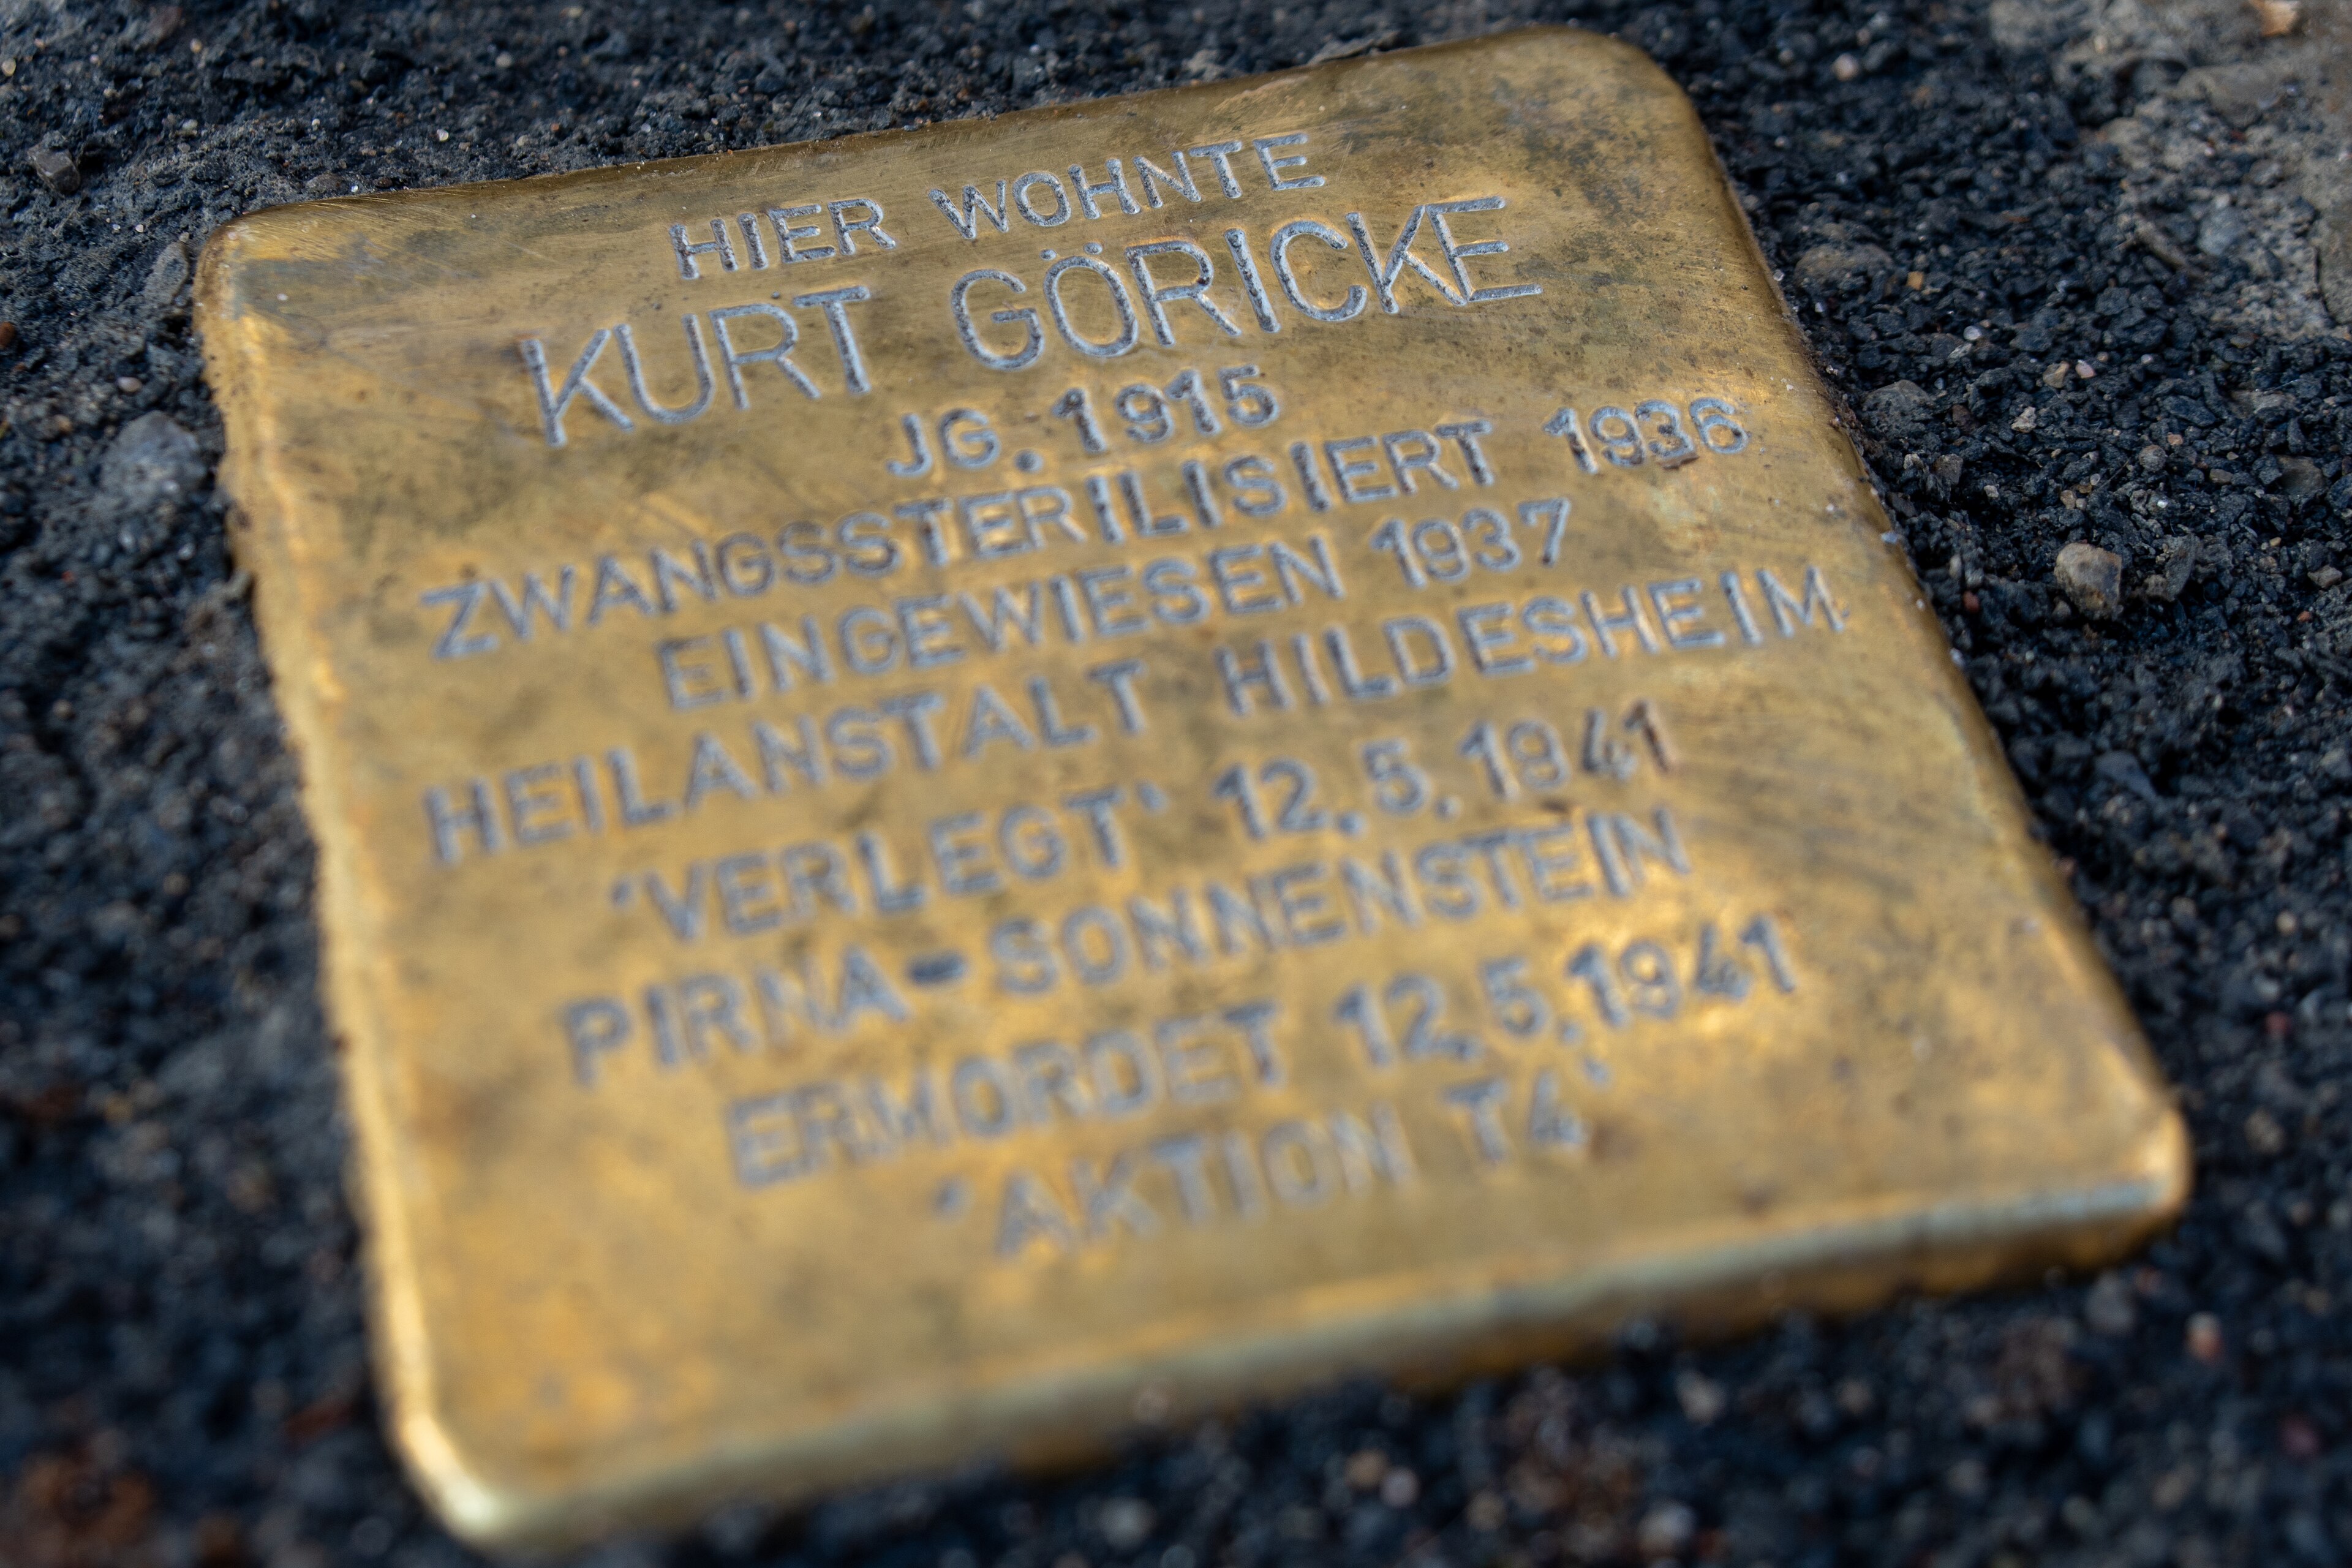 HIER WOHNTE
KURT GÖRICKE
JG. 1915
ZWANGSSTERILISIERT 1936
EINGEWIESEN 1937
HEILANSTALT HILDESHEIM
'VERLEGT' 12.5.1941
PIRNA-SONNENSTEIN
ERMORDET 12.5.1941
'AKTION T4'